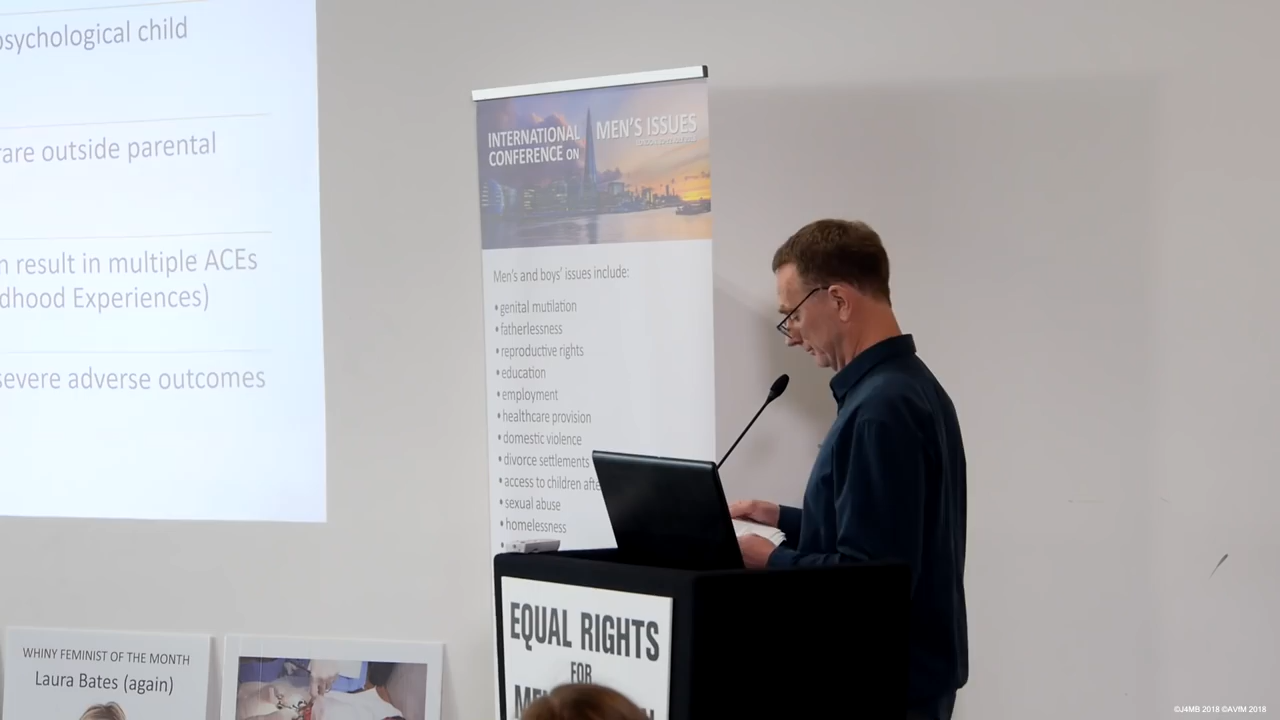 psychological child
rare outside parental
n result in multiple ACEs
dhood Experiences)
severe adverse outcomes
INTERNATIONAL
CONFERENCE ON
MEN'S ISSUES
Men's and boys' issues include:
• genital mutilation
• fatherlessness
• reproductive rights
• education
• employment
• healthcare provision
• domestic violence
• divorce settlements
• access to children afte
• sexual abuse
• homelessness
EQUAL RIGHTS
FOR
WHINY FEMINIST OF THE MONTH
Laura Bates (again)
©J4MB 2018 ©AVfM 2018